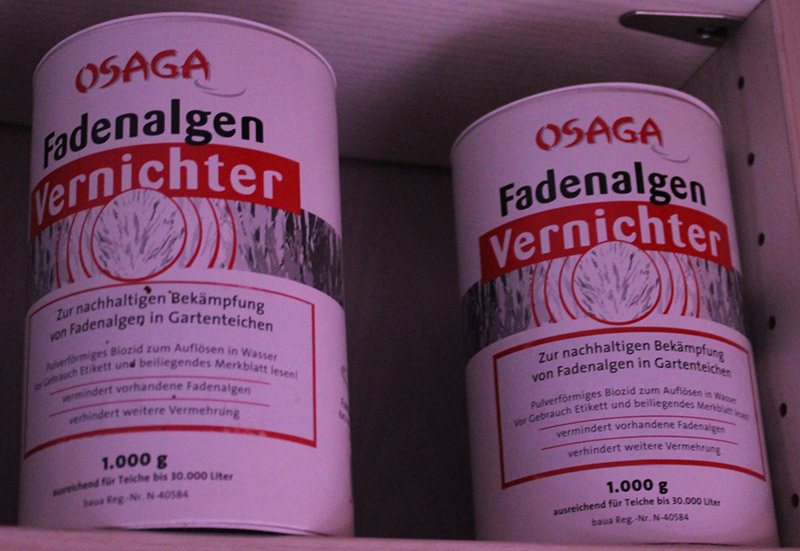 OSAGA
Fadenalgen
Vernichter
Zur nachhaltigen Bekämpfung
von Fadenalgen in Gartenteichen
Pulverförmiges Biozid zum Auflösen in Wasser
Vor Gebrauch Etikett und beiliegendes Merkblatt lesen!
vermindert vorhandene Fadenalgen
verhindert weitere Vermehrung
1.000 g
ausreichend für Teiche bis 30.000 Liter
baua Reg.-Nr. N-40584
OSAGA
Fadenalgen
Vernichter
Zur nachhaltigen Bekämpfung
von Fadenalgen in Gartenteichen
Pulverförmiges Biozid zum Auflösen in Wasser
Vor Gebrauch Etikett und beiliegendes Merkblatt lesen!
vermindert vorhandene Fadenalgen
verhindert weitere Vermehrung
1.000 g
ausreichend für Teiche bis 30.000 Liter
baua Reg.-Nr. N-40584